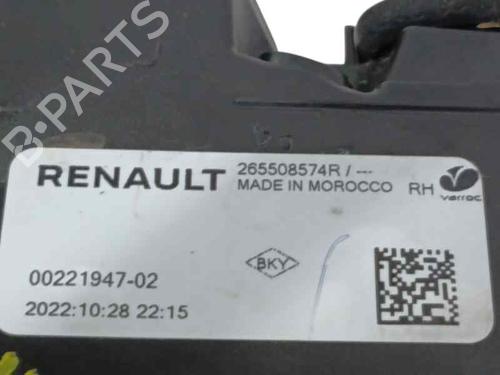 B-PARTS
RENAULT
265508574R / ---
MADE IN MOROCCO
RH
varroc
BKY
00221947-02
2022:10:28 22:15